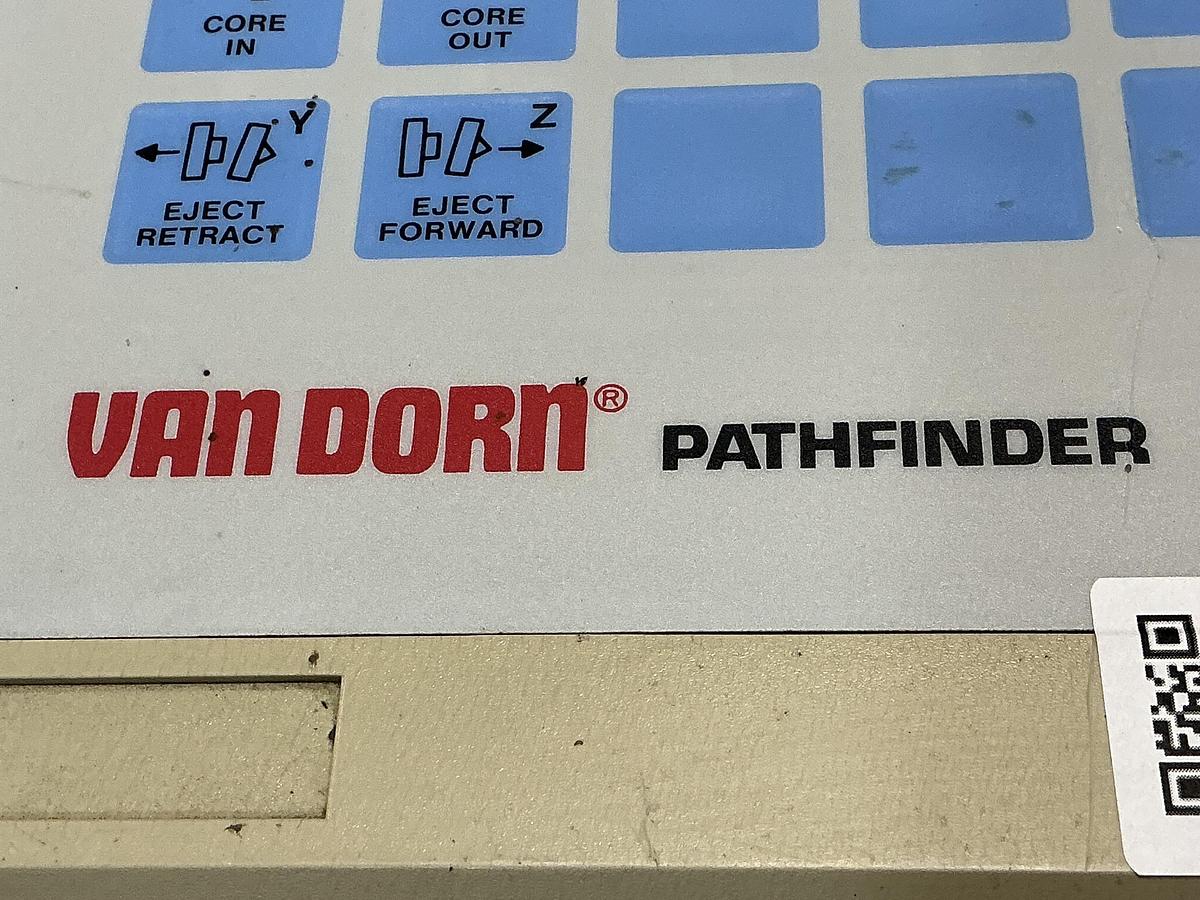 CORE
IN
CORE
OUT
Y
EJECT
RETRACT
Z
EJECT
FORWARD
VAN DORN® PATHFINDER